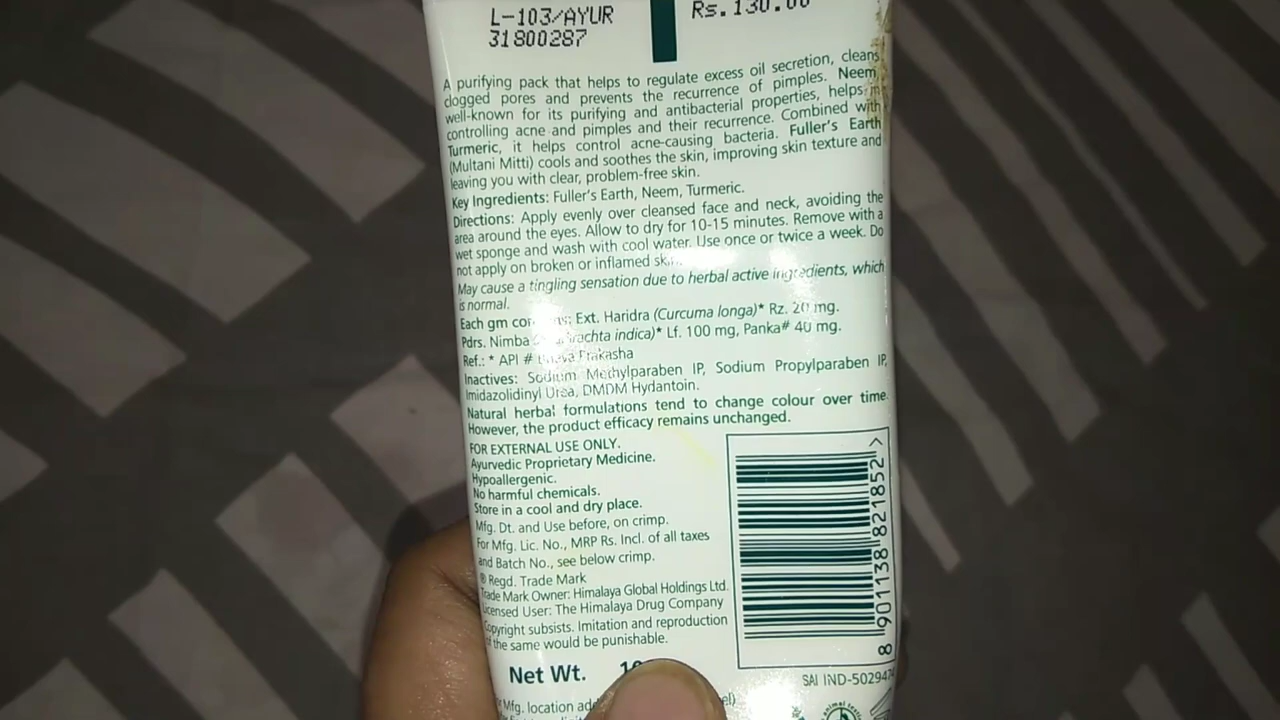 L-103/AYUR
31800287
Rs.130.00
A purifying pack that helps to regulate excess oil secretion, cleans
clogged pores and prevents the recurrence of pimples. Neem,
well-known for its purifying and antibacterial properties, helps in
controlling acne and pimples and their recurrence. Combined with
Turmeric, it helps control acne-causing bacteria. Fuller's Earth
(Multani Mitti) cools and soothes the skin, improving skin texture and
leaving you with clear, problem-free skin.
Key Ingredients: Fuller's Earth, Neem, Turmeric.
Directions: Apply evenly over cleansed face and neck, avoiding the
area around the eyes. Allow to dry for 10-15 minutes. Remove with a
wet sponge and wash with cool water. Use once or twice a week. Do
not apply on broken or inflamed skin.
May cause a tingling sensation due to herbal active ingredients, which
is normal.
Each gm Ext. Haridra (Curcuma longa)* Rz. 20 mg.
Pdrs. Nimba indica)* Lf. 100 mg, Panka# 40 mg.
Ref.: * API # Prakasha
Inactives: Sodium Methylparaben IP, Sodium Propylparaben IP,
Imidazolidinyl Urea, DMDM Hydantoin.
Natural herbal formulations tend to change colour over time.
However, the product efficacy remains unchanged.
FOR EXTERNAL USE ONLY.
Ayurvedic Proprietary Medicine.
Hypoallergenic.
No harmful chemicals.
Store in a cool and dry place.
Mfg. Dt. and Use before, on crimp.
For Mfg. Lic. No., MRP Rs. Incl. of all taxes
and Batch No., see below crimp.
® Regd. Trade Mark
Trade Mark Owner: Himalaya Global Holdings Ltd.
Licensed User: The Himalaya Drug Company
Copyright subsists. Imitation and reproduction
of the same would be punishable.
8 901138 821852 >
Net Wt.
SAI IND-502947
Mfg. location